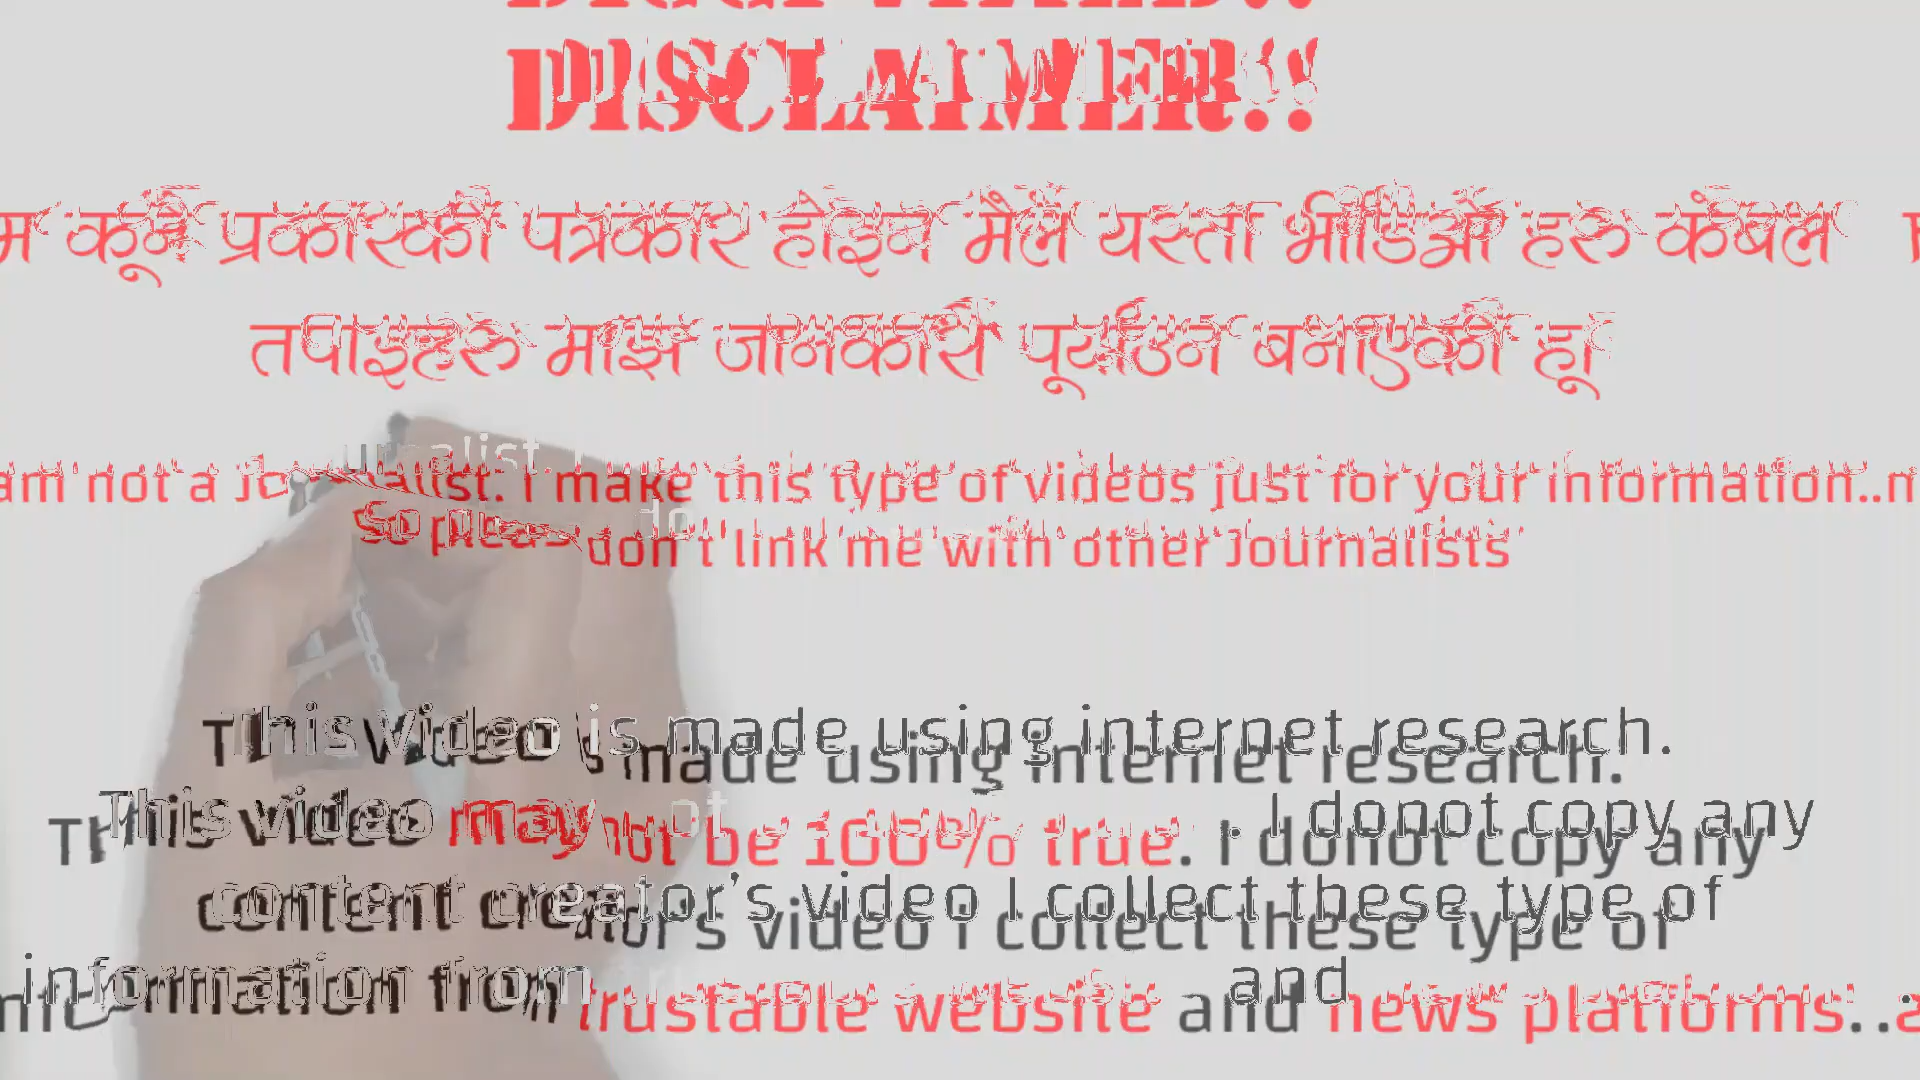 DISCLAIMER!!
म कूनै प्रकारको पत्रकार होइन मैले यस्ता भीडिओ हरु केबल
तपाइहरु माझ जानकारी पूर्याउन बनाएको हो
am not a Journalist. I make this type of videos just for your information..
So please don't link me with other Journalists
This Video is made using internet research.
This video may not be 100% true. I donot copy any
content creator's video I collect these type of
information from trustable website and news platforms..